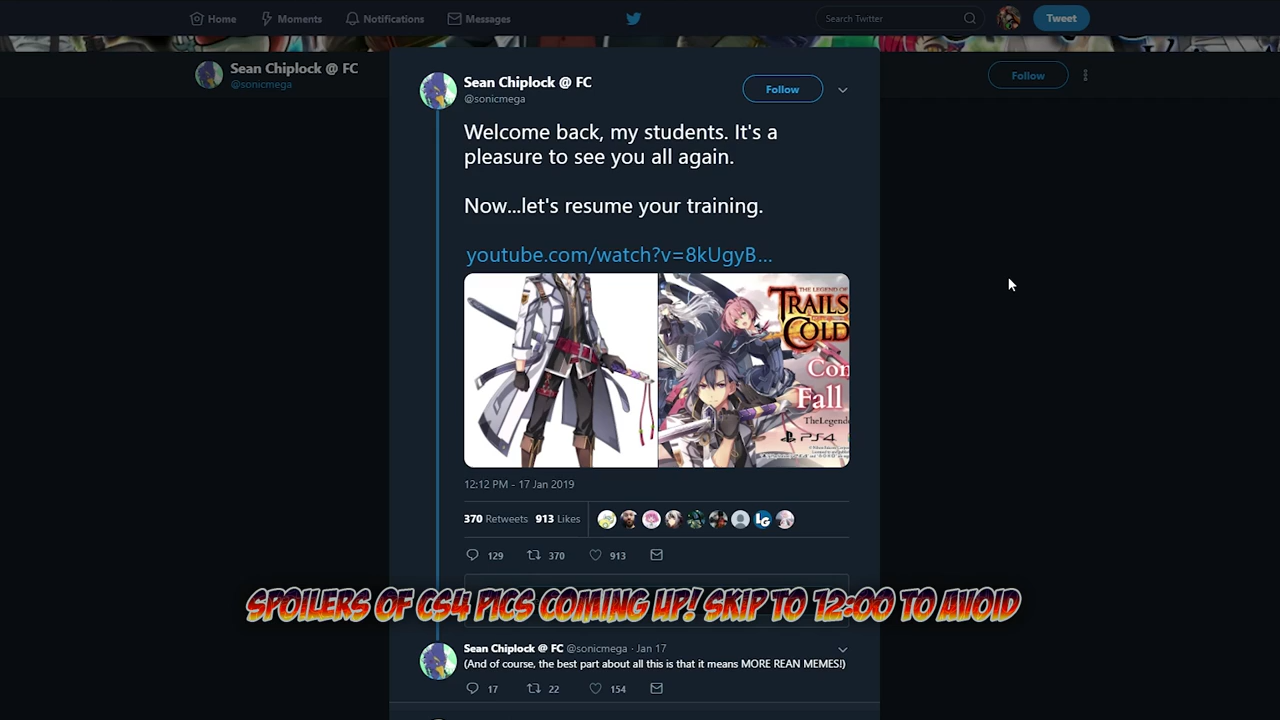 Home Moments Notifications Messages Search Twitter Tweet
Sean Chiplock @ FC
@sonicmega
Follow
Sean Chiplock @ FC
@sonicmega
Follow
Welcome back, my students. It's a
pleasure to see you all again.
Now...let's resume your training.
youtube.com/watch?v=8kUgyB...
THE LEGEND OF
TRAILS
COLD
Con
Fall
TheLegend
PS4
12:12 PM - 17 Jan 2019
370 Retweets 913 Likes
LG
129 370 913
SPOILERS OF CS4 PICS COMING UP! SKIP TO 12:00 TO AVOID
Sean Chiplock @ FC @sonicmega · Jan 17
(And of course, the best part about all this is that it means MORE REAN MEMES!)
17 22 154